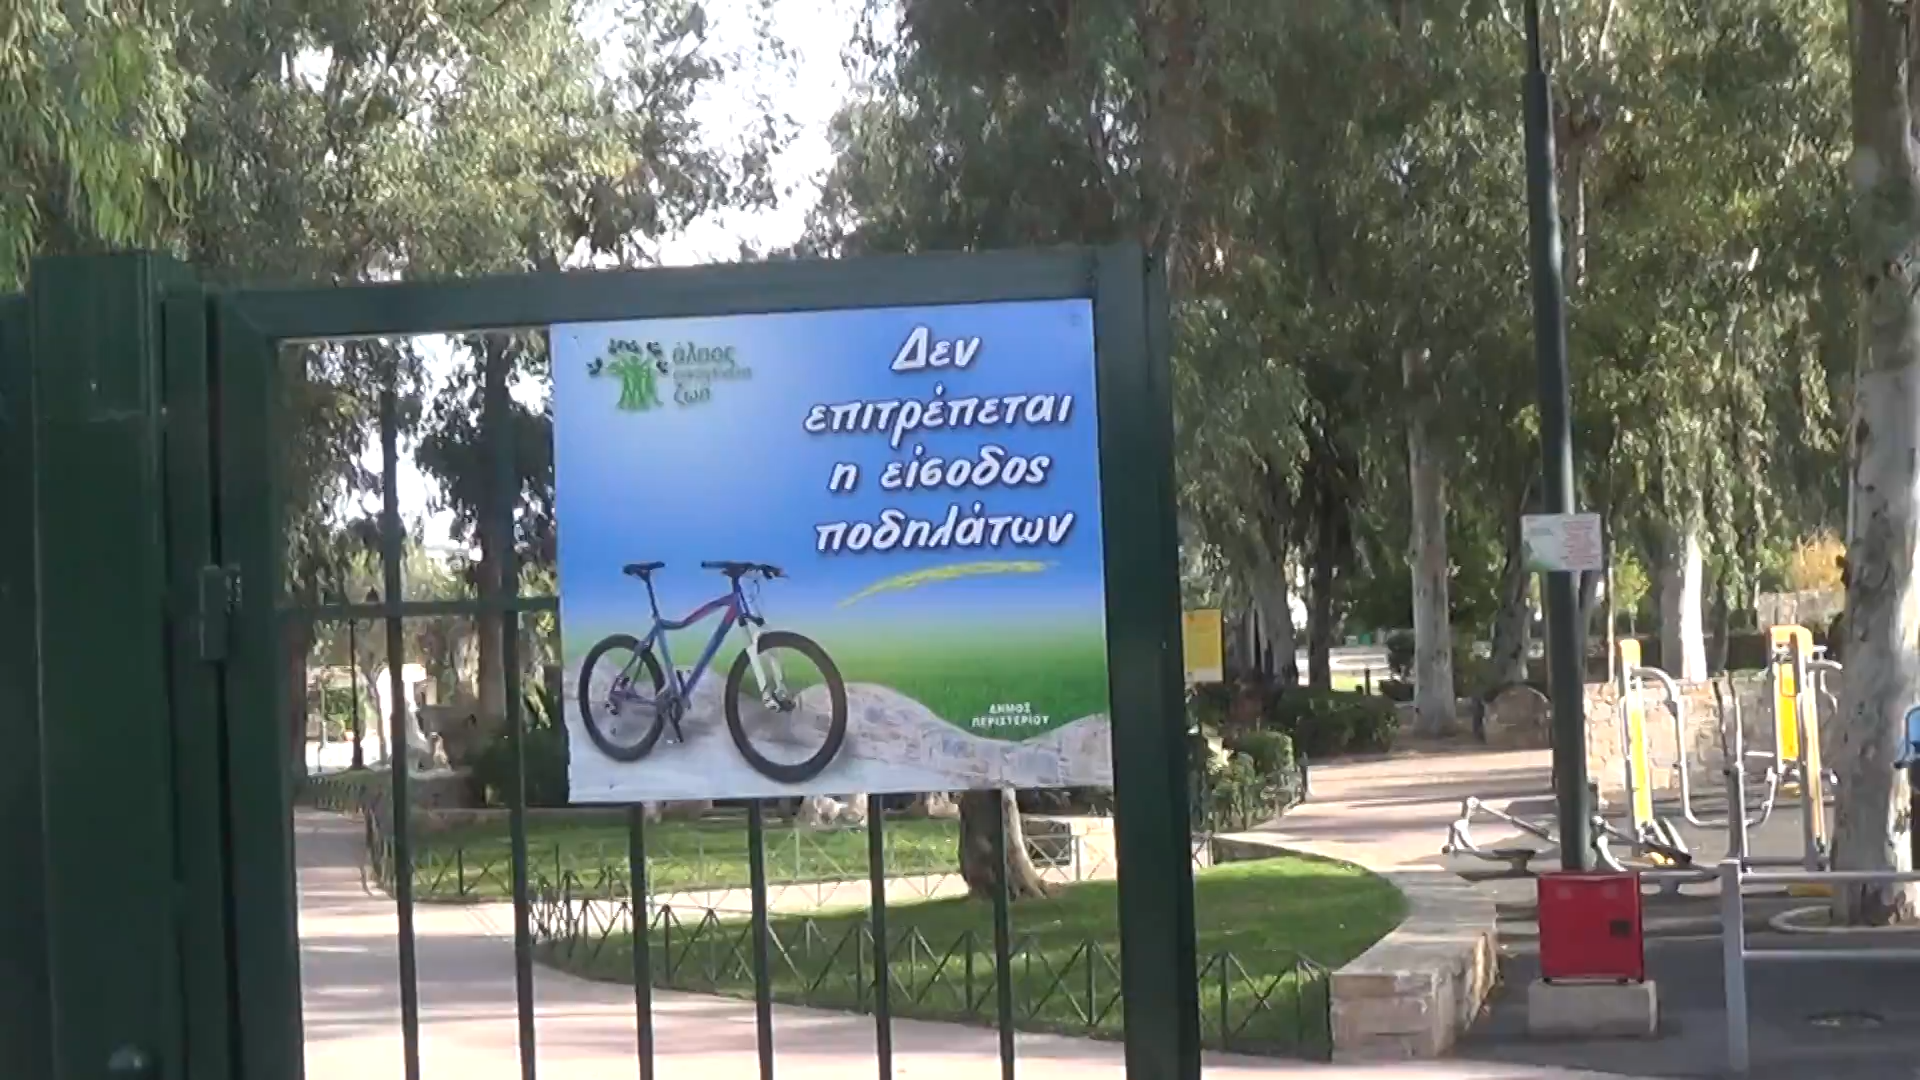 άλσος
ζωή
Δεν
επιτρέπεται
η είσοδος
ποδηλάτων
ΔΗΜΟΣ
ΠΕΡΙΣΤΕΡΙΟΥ